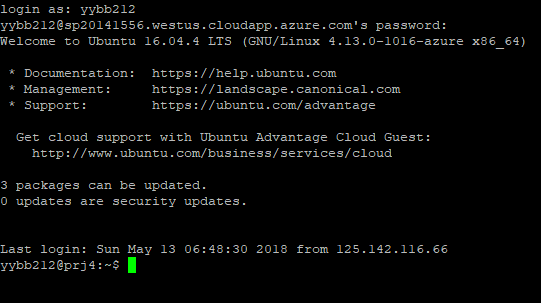 login as: yybb212
yybb212@sp20141556.westus.cloudapp.azure.com's password:
Welcome to Ubuntu 16.04.4 LTS (GNU/Linux 4.13.0-1016-azure x86_64)
* Documentation:  https://help.ubuntu.com
* Management:     https://landscape.canonical.com
* Support:        https://ubuntu.com/advantage
Get cloud support with Ubuntu Advantage Cloud Guest:
http://www.ubuntu.com/business/services/cloud
3 packages can be updated.
0 updates are security updates.
Last login: Sun May 13 06:48:30 2018 from 125.142.116.66
yybb212@prj4:~$